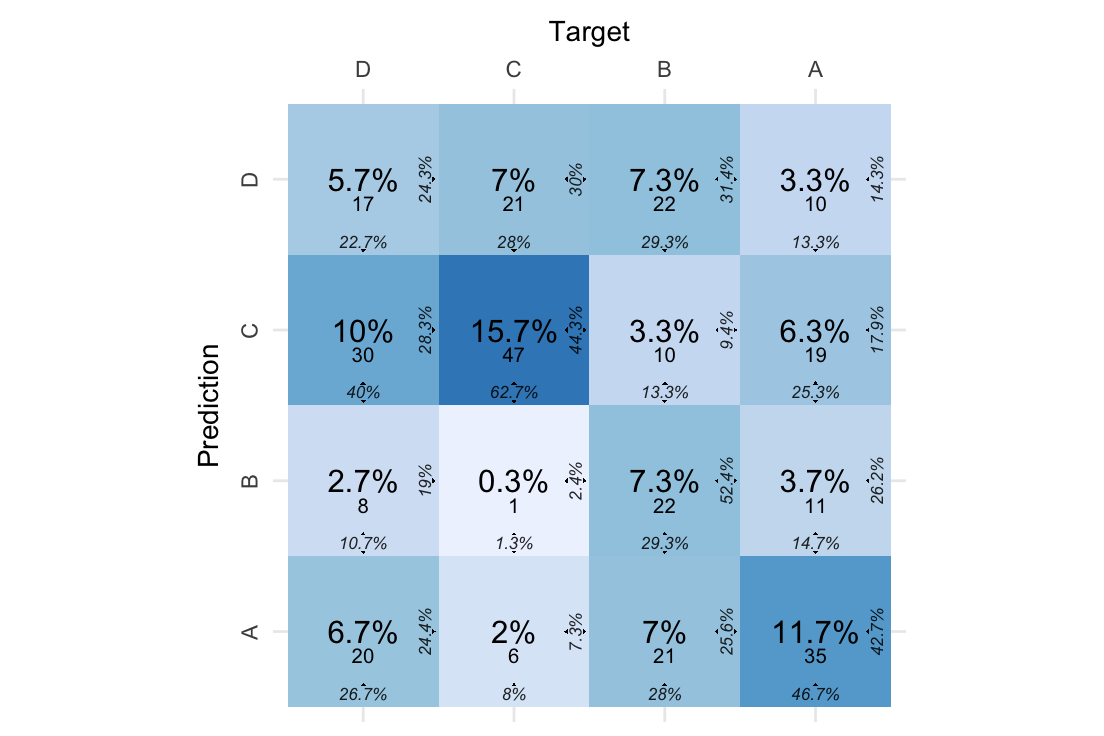 Target
D C B A
Prediction
D
5.7% 24.3% 7% 30% 7.3% 31.4% 3.3% 14.3%
17 21 22 10
22.7% 28% 29.3% 13.3%
C
10% 28.3% 15.7% 44.3% 3.3% 9.4% 6.3% 17.9%
30 47 10 19
40% 62.7% 13.3% 25.3%
B
2.7% 19% 0.3% 2.4% 7.3% 52.4% 3.7% 26.2%
8 1 22 11
10.7% 1.3% 29.3% 14.7%
A
6.7% 24.4% 2% 7.3% 7% 25.6% 11.7% 42.7%
20 6 21 35
26.7% 8% 28% 46.7%